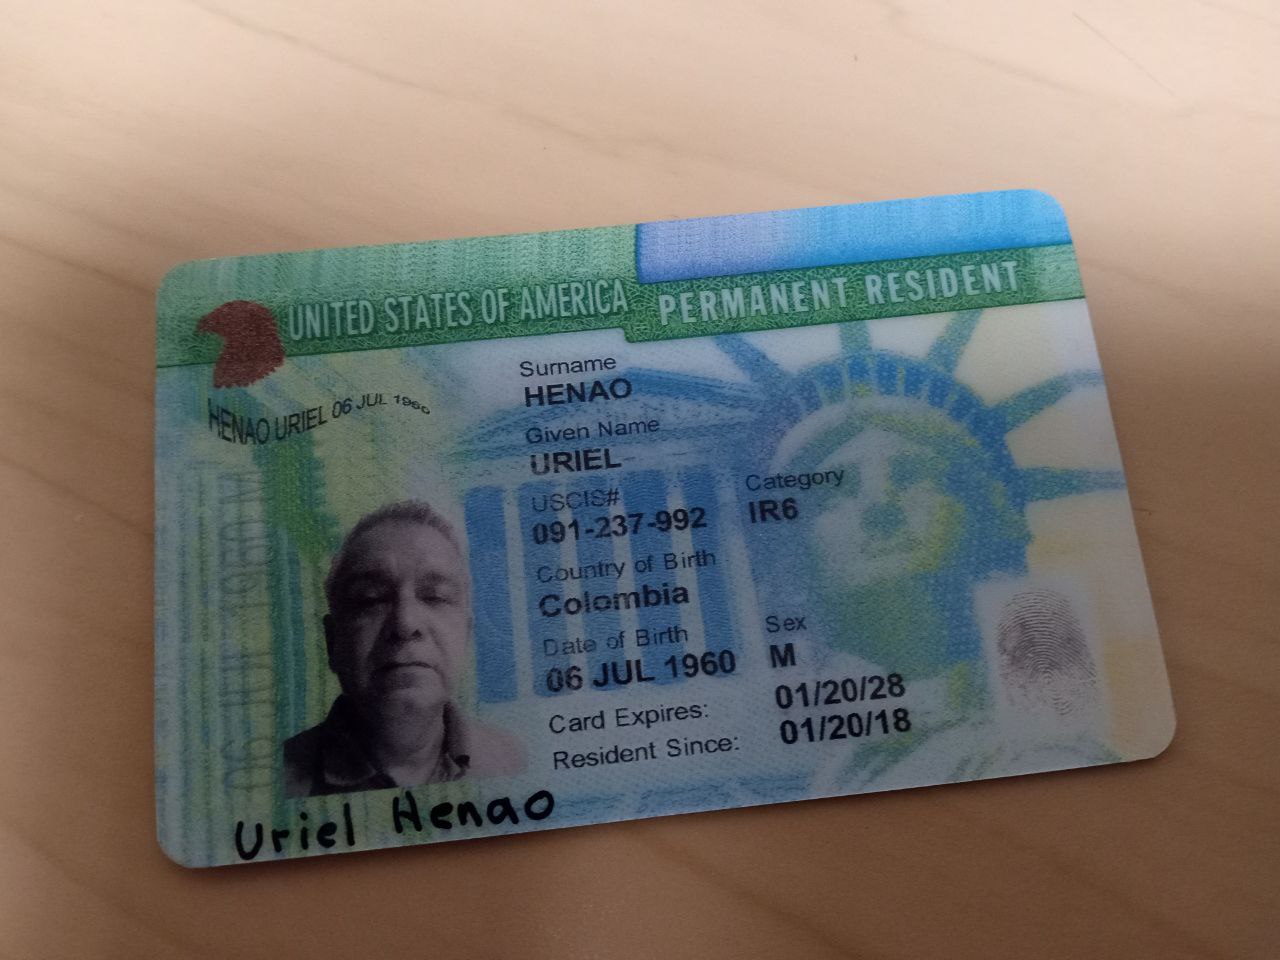 UNITED STATES OF AMERICA PERMANENT RESIDENT
HENAO URIEL 06 JUL 1960
Surname
HENAO
Given Name
URIEL
USCIS# Category
091-237-992 IR6
Country of Birth
Colombia
Date of Birth Sex
06 JUL 1960 M
Card Expires: 01/20/28
Resident Since: 01/20/18
Uriel Henao